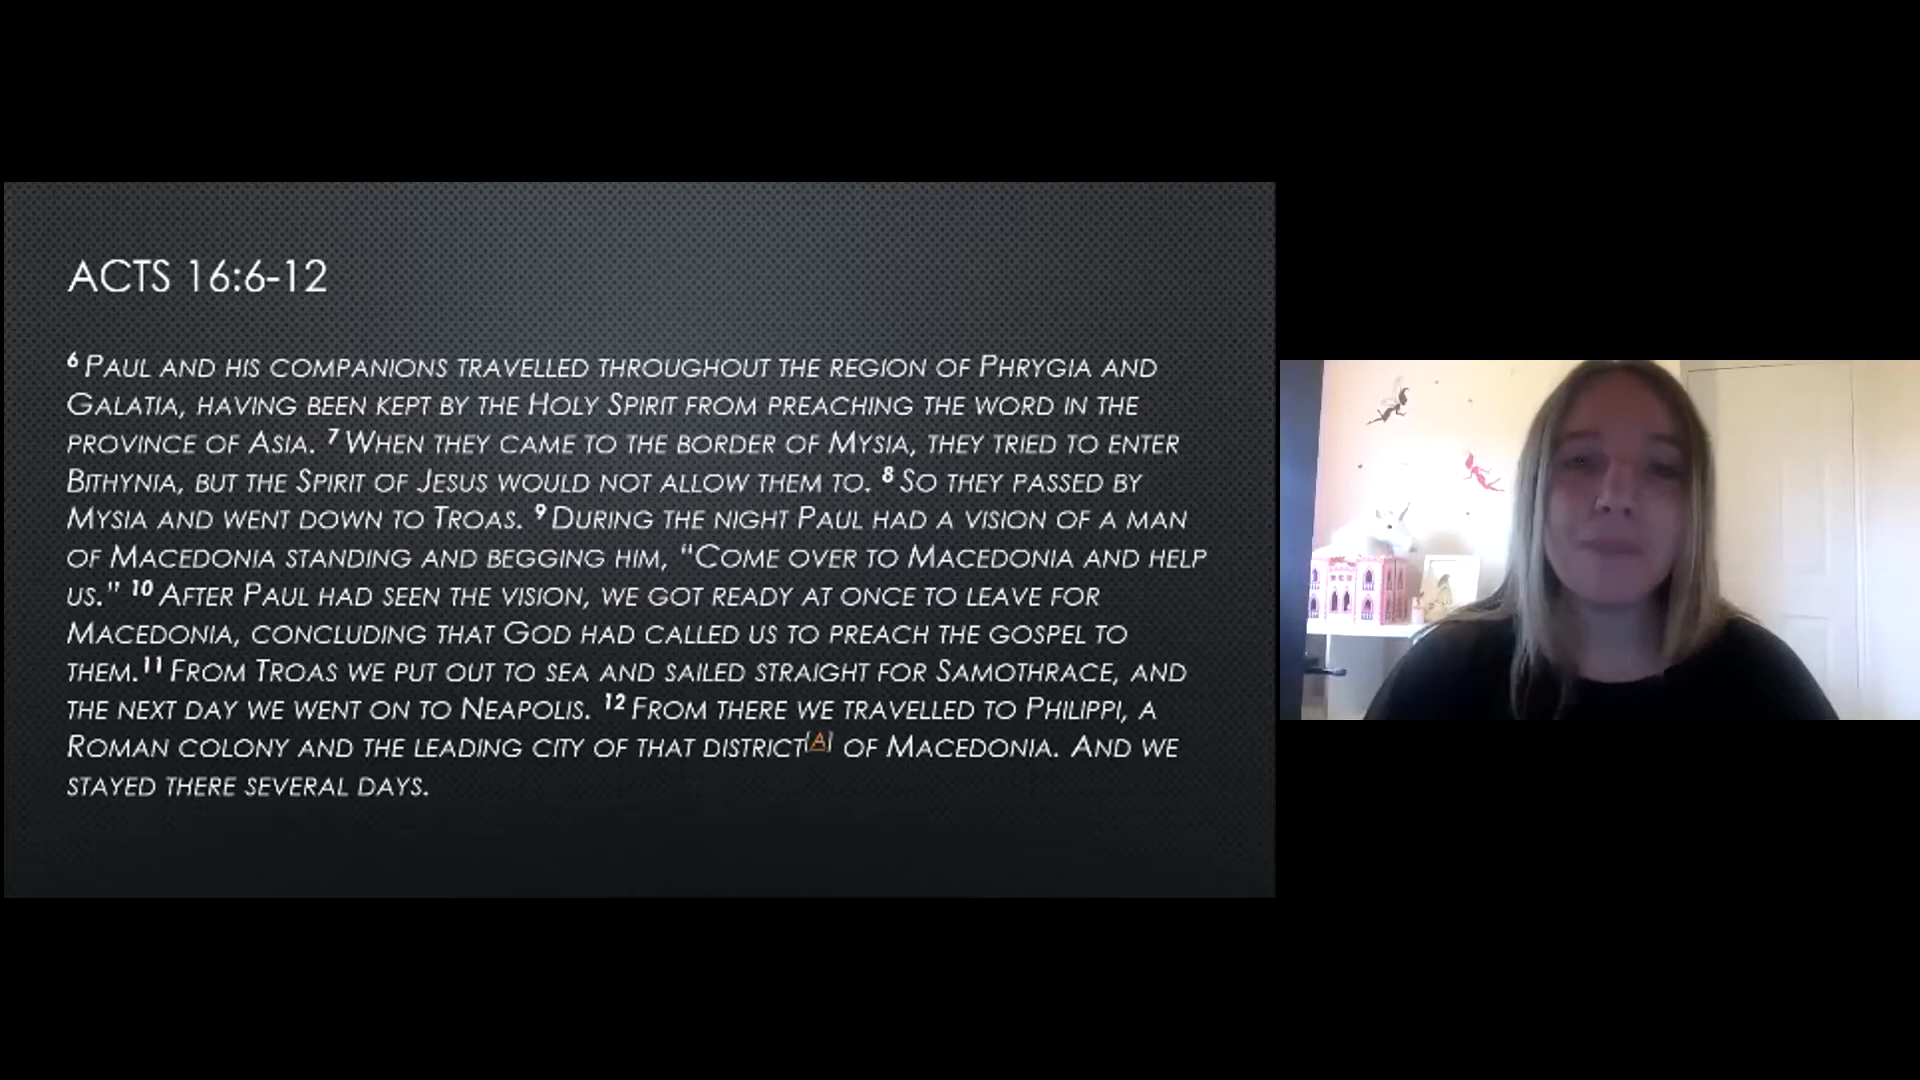 ACTS 16:6-12
6 PAUL AND HIS COMPANIONS TRAVELLED THROUGHOUT THE REGION OF PHRYGIA AND
GALATIA, HAVING BEEN KEPT BY THE HOLY SPIRIT FROM PREACHING THE WORD IN THE
PROVINCE OF ASIA. 7 WHEN THEY CAME TO THE BORDER OF MYSIA, THEY TRIED TO ENTER
BITHYNIA, BUT THE SPIRIT OF JESUS WOULD NOT ALLOW THEM TO. 8 SO THEY PASSED BY
MYSIA AND WENT DOWN TO TROAS. 9 DURING THE NIGHT PAUL HAD A VISION OF A MAN
OF MACEDONIA STANDING AND BEGGING HIM, “COME OVER TO MACEDONIA AND HELP
US.” 10 AFTER PAUL HAD SEEN THE VISION, WE GOT READY AT ONCE TO LEAVE FOR
MACEDONIA, CONCLUDING THAT GOD HAD CALLED US TO PREACH THE GOSPEL TO
THEM.11 FROM TROAS WE PUT OUT TO SEA AND SAILED STRAIGHT FOR SAMOTHRACE, AND
THE NEXT DAY WE WENT ON TO NEAPOLIS. 12 FROM THERE WE TRAVELLED TO PHILIPPI, A
ROMAN COLONY AND THE LEADING CITY OF THAT DISTRICT[A] OF MACEDONIA. AND WE
STAYED THERE SEVERAL DAYS.